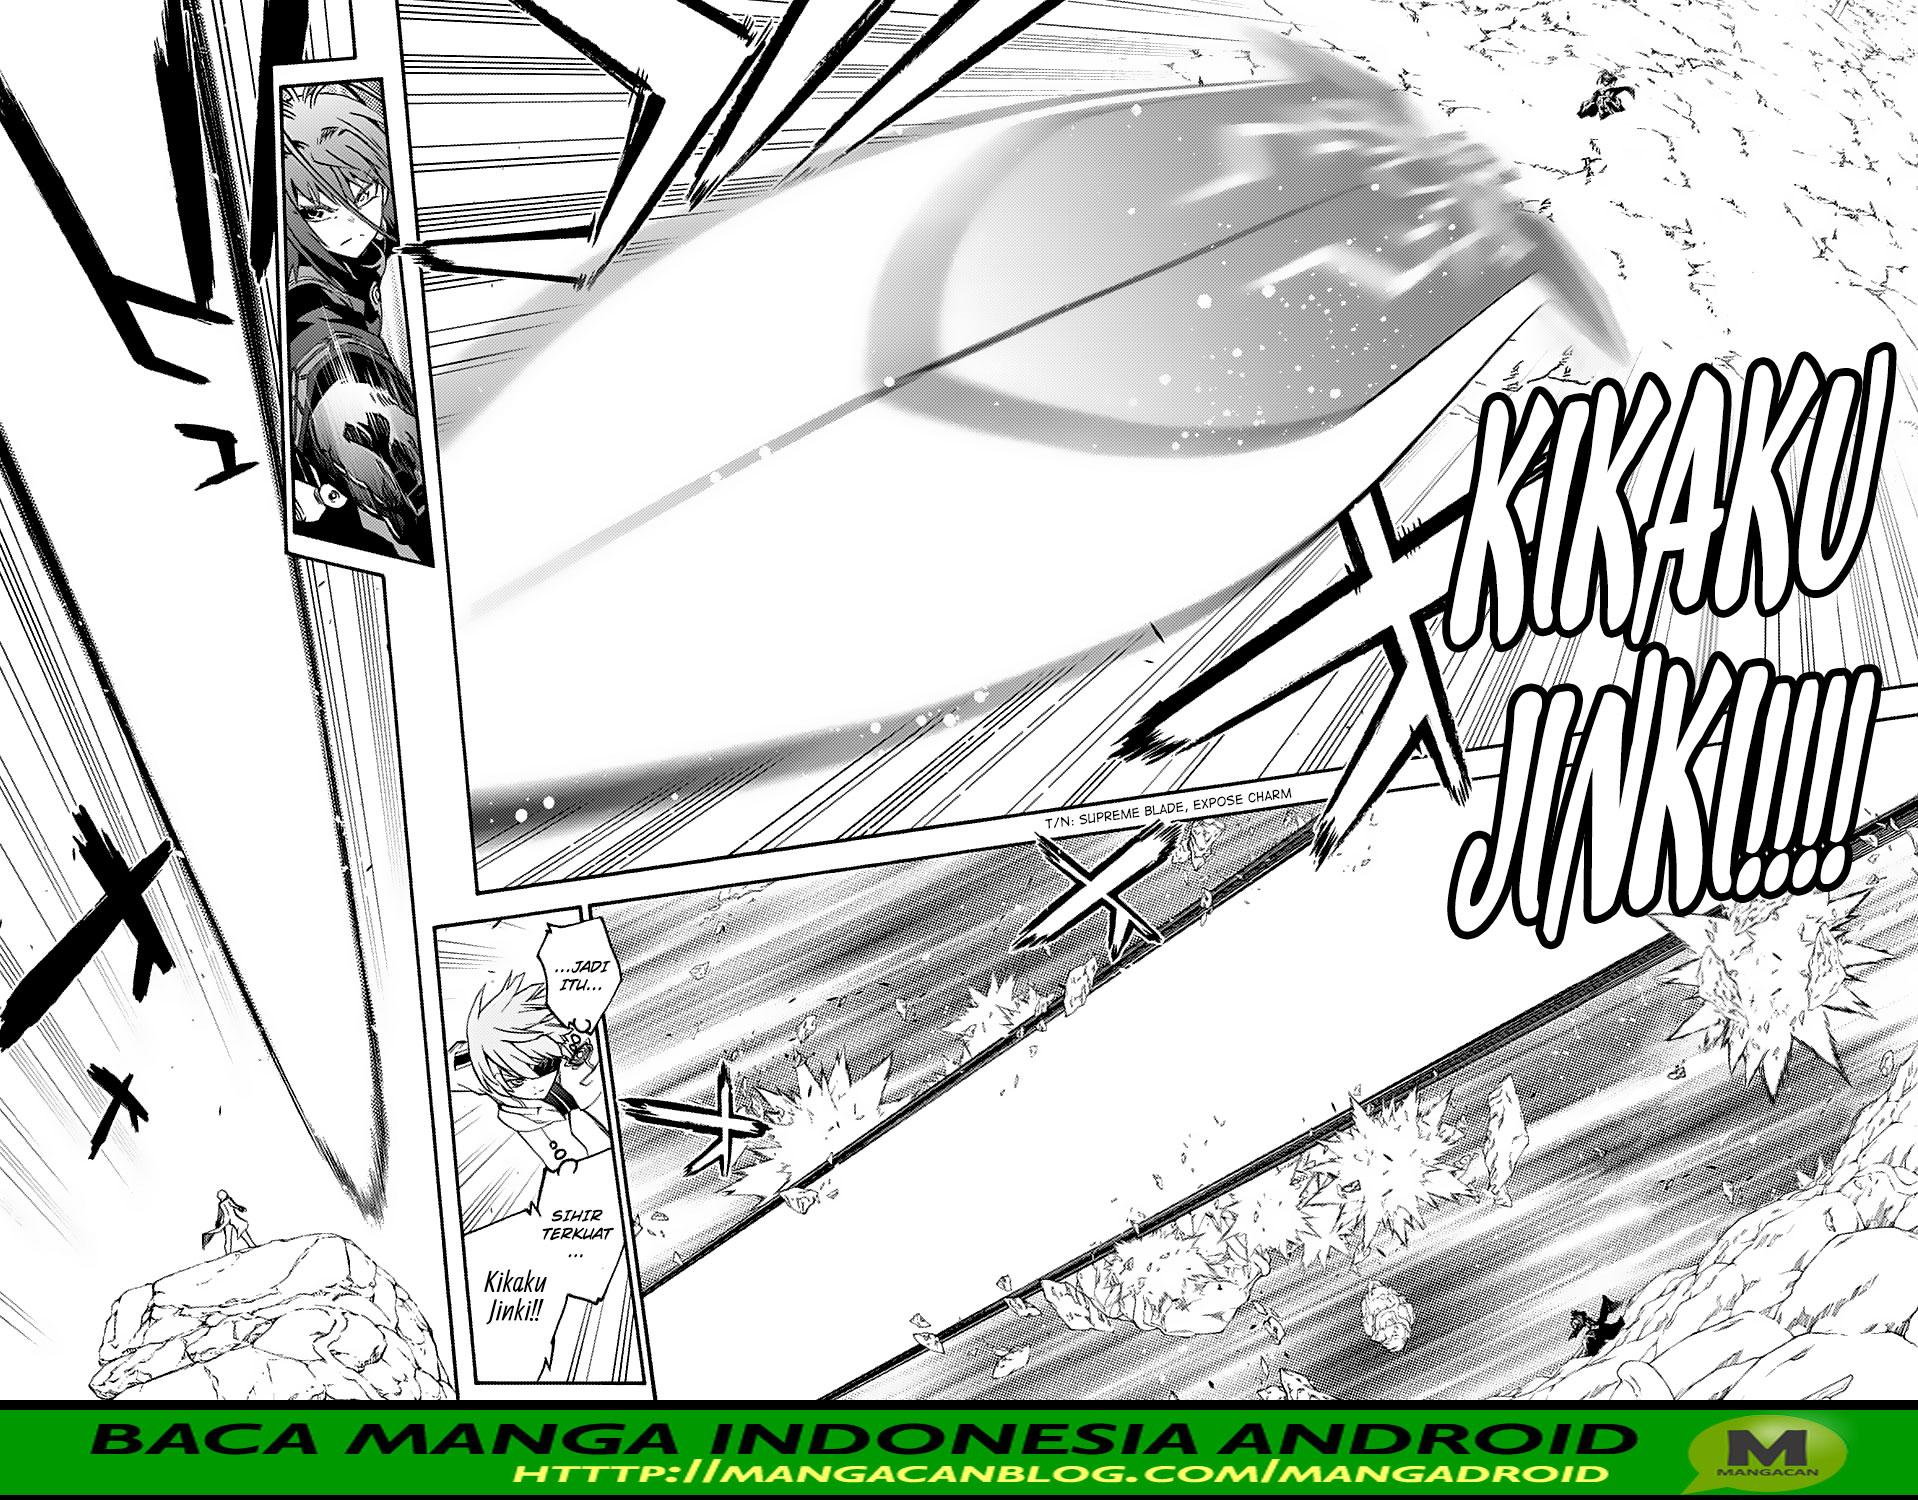 KIKAKU
JINKI!!!!
T/N: SUPREME BLADE, EXPOSE CHARM
...JADI
ITU...
SIHIR
TERKUAT
...
Kikaku
Jinki!!
BACA MANGA INDONESIA ANDROID
HTTTTP://MANGACANBLOG.COM/MANGADROID
M
MANGACAN